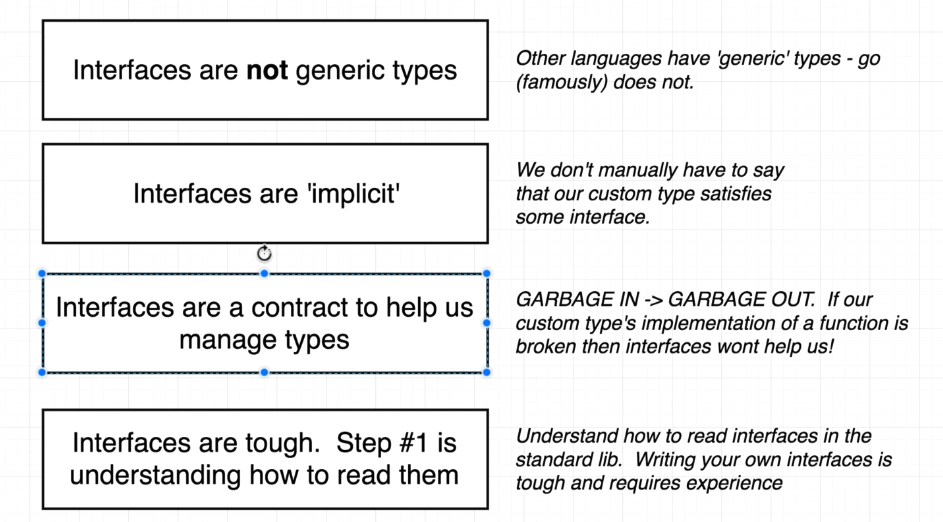 Interfaces are not generic types
Other languages have 'generic' types - go
(famously) does not.
Interfaces are 'implicit'
We don't manually have to say
that our custom type satisfies
some interface.
Interfaces are a contract to help us
manage types
GARBAGE IN -> GARBAGE OUT.  If our
custom type's implementation of a function is
broken then interfaces wont help us!
Interfaces are tough.  Step #1 is
understanding how to read them
Understand how to read interfaces in the
standard lib.  Writing your own interfaces is
tough and requires experience